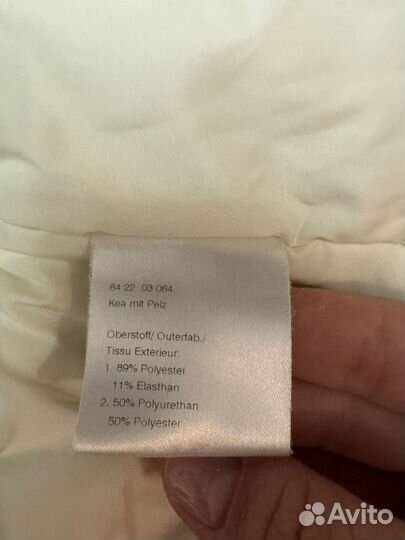 64 22 03 064
Kea mit Pelz
Oberstoff/ Outerfab./
Tissu Exterieur:
1. 89% Polyester
11% Elasthan
2. 50% Polyurethan
50% Polyester
Avito